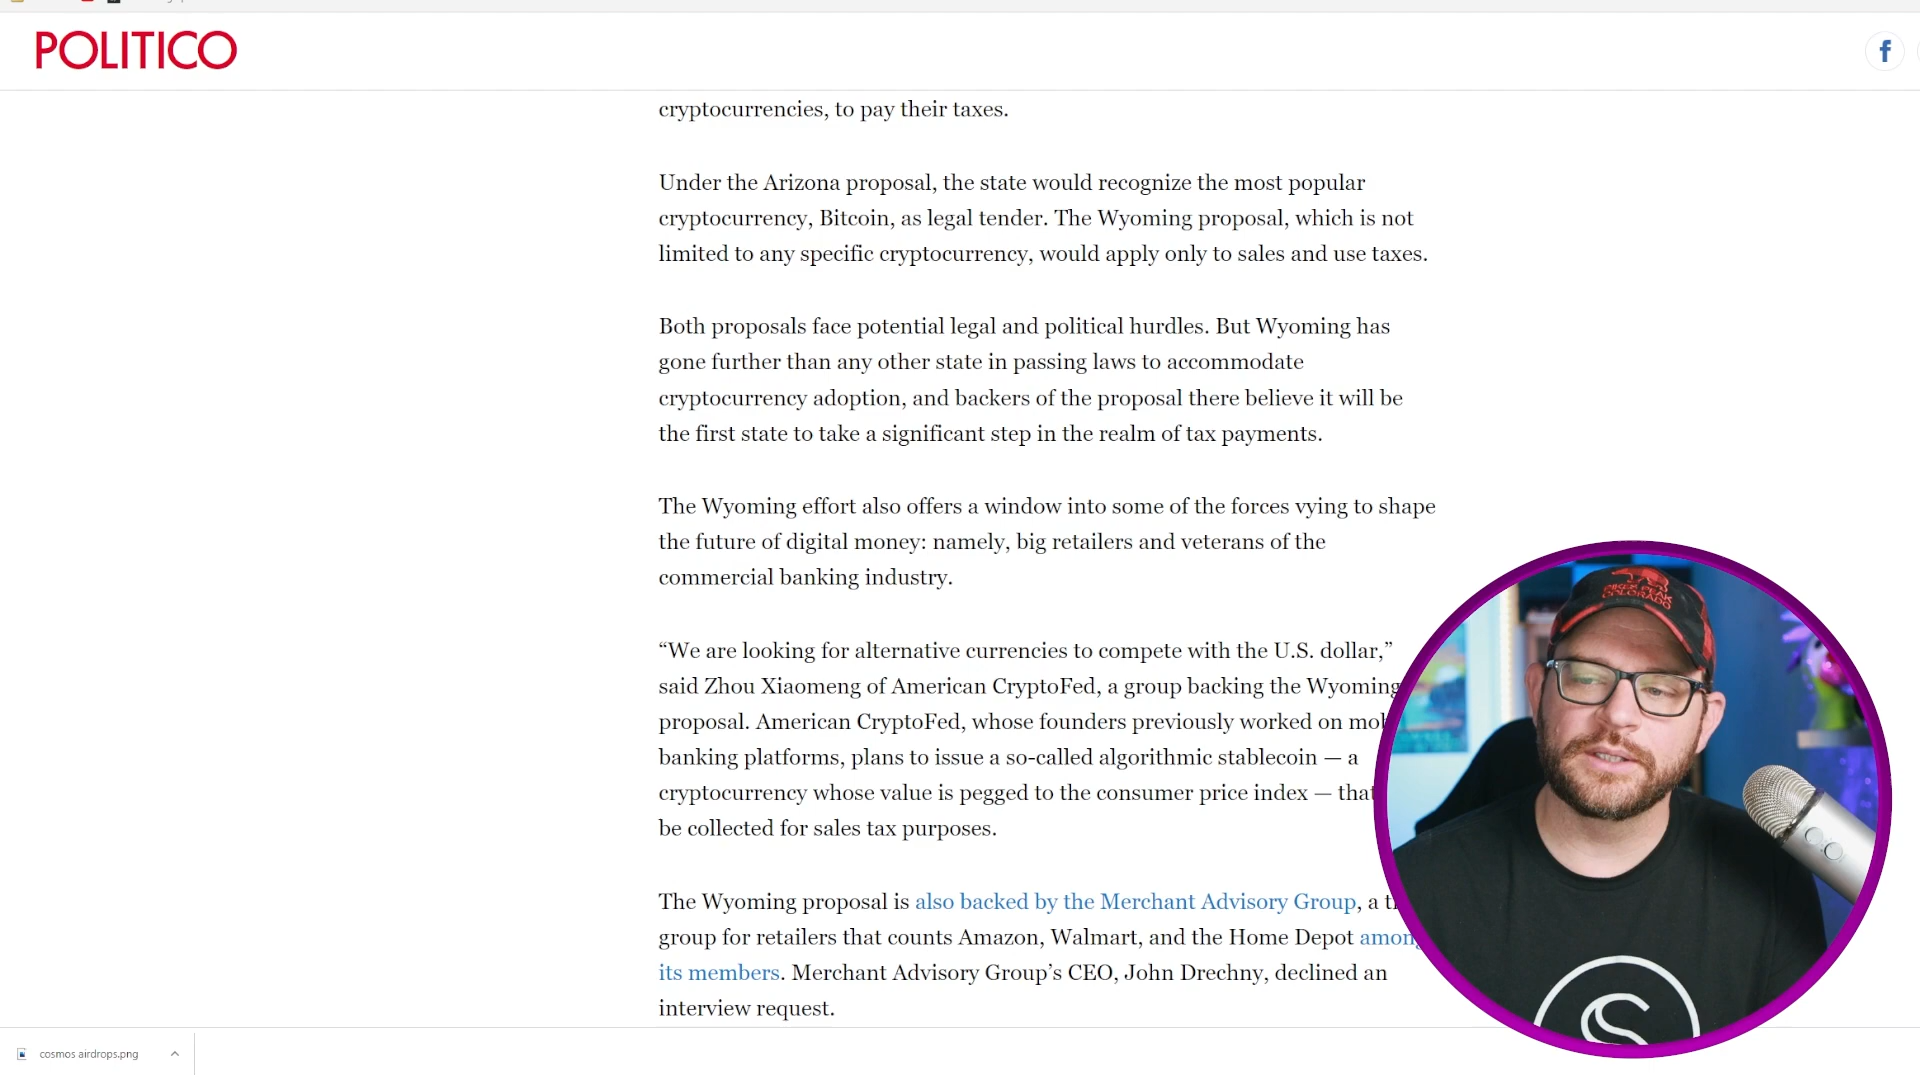 POLITICO
f
cryptocurrencies, to pay their taxes.
Under the Arizona proposal, the state would recognize the most popular
cryptocurrency, Bitcoin, as legal tender. The Wyoming proposal, which is not
limited to any specific cryptocurrency, would apply only to sales and use taxes.
Both proposals face potential legal and political hurdles. But Wyoming has
gone further than any other state in passing laws to accommodate
cryptocurrency adoption, and backers of the proposal there believe it will be
the first state to take a significant step in the realm of tax payments.
The Wyoming effort also offers a window into some of the forces vying to shape
the future of digital money: namely, big retailers and veterans of the
commercial banking industry.
“We are looking for alternative currencies to compete with the U.S. dollar,”
said Zhou Xiaomeng of American CryptoFed, a group backing the Wyoming
proposal. American CryptoFed, whose founders previously worked on
banking platforms, plans to issue a so-called algorithmic stablecoin — a
cryptocurrency whose value is pegged to the consumer price index — that
be collected for sales tax purposes.
The Wyoming proposal is also backed by the Merchant Advisory Group, a
group for retailers that counts Amazon, Walmart, and the Home Depot among
its members. Merchant Advisory Group’s CEO, John Drechny, declined an
interview request.
PIKES PEAK
COLORADO
cosmos airdrops.png